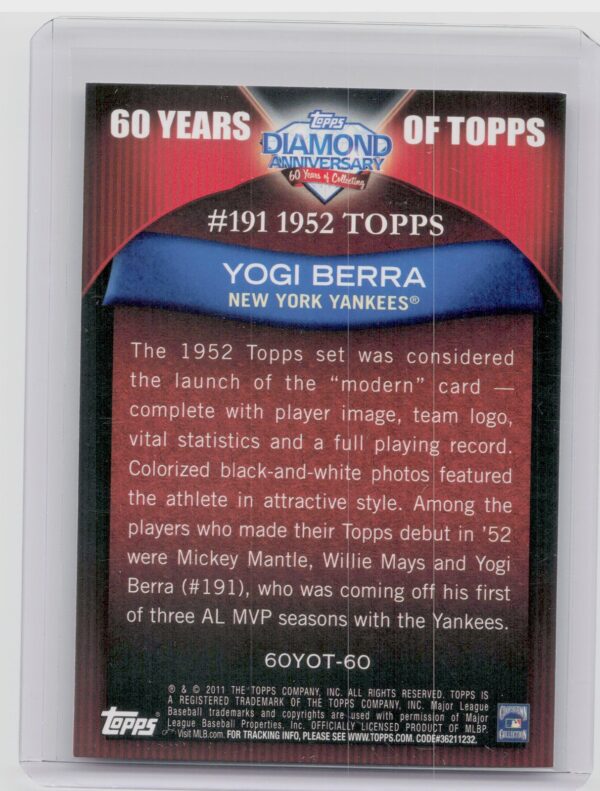 60 YEARS OF TOPPS
Topps
DIAMOND
ANNIVERSARY
60 Years of Collecting
#191 1952 TOPPS
YOGI BERRA
NEW YORK YANKEES®
The 1952 Topps set was considered
the launch of the “modern” card —
complete with player image, team logo,
vital statistics and a full playing record.
Colorized black-and-white photos featured
the athlete in attractive style. Among the
players who made their Topps debut in ’52
were Mickey Mantle, Willie Mays and Yogi
Berra (#191), who was coming off his first
of three AL MVP seasons with the Yankees.
60YOT-60
® & © 2011 THE TOPPS COMPANY, INC. ALL RIGHTS RESERVED. TOPPS IS
A REGISTERED TRADEMARK OF THE TOPPS COMPANY, INC. Major League
Baseball trademarks and copyrights are used with permission of Major
League Baseball Properties, Inc. OFFICIALLY LICENSED PRODUCT OF MLBP.
Visit MLB.com. FOR TRACKING INFO, PLEASE SEE WWW.TOPPS.COM. CODE#36211232.
Topps
COOPERSTOWN
COLLECTION